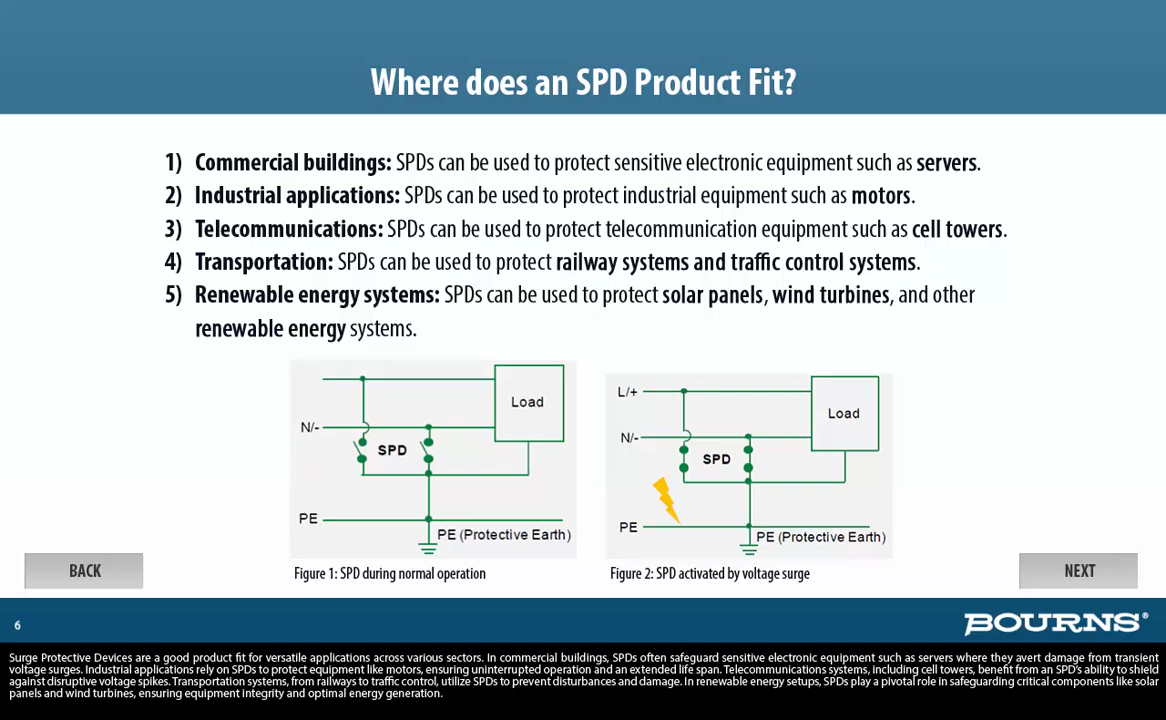 Where does an SPD Product Fit?
1) Commercial buildings: SPDs can be used to protect sensitive electronic equipment such as servers.
2) Industrial applications: SPDs can be used to protect industrial equipment such as motors.
3) Telecommunications: SPDs can be used to protect telecommunication equipment such as cell towers.
4) Transportation: SPDs can be used to protect railway systems and traffic control systems.
5) Renewable energy systems: SPDs can be used to protect solar panels, wind turbines, and other
renewable energy systems.
Load
N/-
SPD
PE
PE (Protective Earth)
Figure 1: SPD during normal operation
L/+
Load
N/-
SPD
PE
PE (Protective Earth)
Figure 2: SPD activated by voltage surge
BACK
NEXT
6
BOURNS®
Surge Protective Devices are a good product fit for versatile applications across various sectors. In commercial buildings, SPDs often safeguard sensitive electronic equipment such as servers where they avert damage from transient
voltage surges. Industrial applications rely on SPDs to protect equipment like motors, ensuring uninterrupted operation and an extended life span. Telecommunications systems, including cell towers, benefit from an SPD's ability to shield
against disruptive voltage spikes. Transportation systems, from railways to traffic control, utilize SPDs to prevent disturbances and damage. In renewable energy setups, SPDs play a pivotal role in safeguarding critical components like solar
panels and wind turbines, ensuring equipment integrity and optimal energy generation.